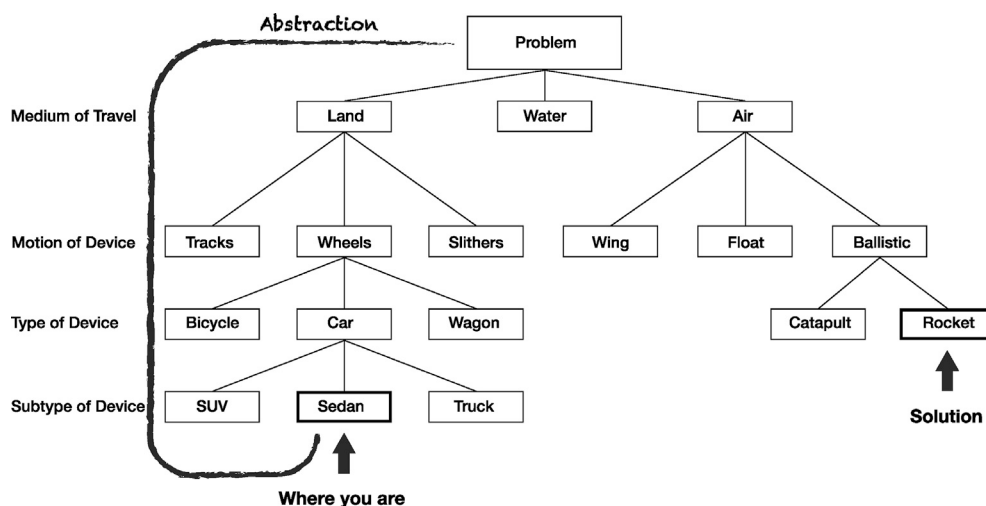 Abstraction
Problem
Medium of Travel
Land
Water
Air
Motion of Device
Tracks
Wheels
Slithers
Wing
Float
Ballistic
Type of Device
Bicycle
Car
Wagon
Catapult
Rocket
Subtype of Device
SUV
Sedan
Truck
Solution
Where you are